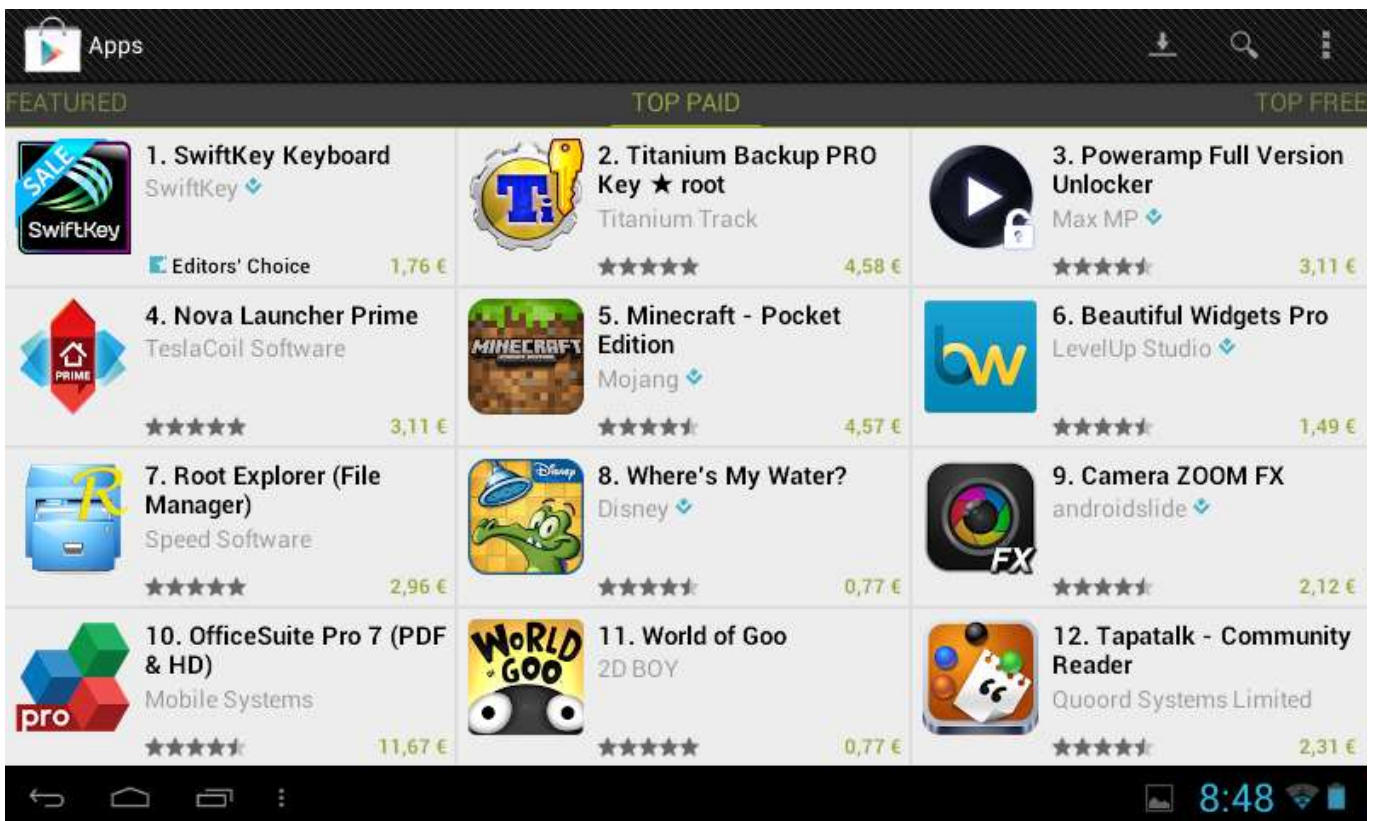 Apps
FEATURED
TOP PAID
TOP FREE
SALE
SwiftKey
1. SwiftKey Keyboard
SwiftKey
Editors' Choice
1,76 €
Ti
2. Titanium Backup PRO
Key ★ root
Titanium Track
4,58 €
3. Poweramp Full Version
Unlocker
Max MP
3,11 €
PRIME
4. Nova Launcher Prime
TeslaCoil Software
3,11 €
MINECRAFT
5. Minecraft - Pocket
Edition
Mojang
4,57 €
bw
6. Beautiful Widgets Pro
LevelUp Studio
1,49 €
R
7. Root Explorer (File
Manager)
Speed Software
2,96 €
Disney
8. Where's My Water?
Disney
0,77 €
FX
9. Camera ZOOM FX
androidslide
2,12 €
pro
10. OfficeSuite Pro 7 (PDF
& HD)
Mobile Systems
11,67 €
WORLD
of
GOO
11. World of Goo
2D BOY
0,77 €
12. Tapatalk - Community
Reader
Quoord Systems Limited
2,31 €
8:48